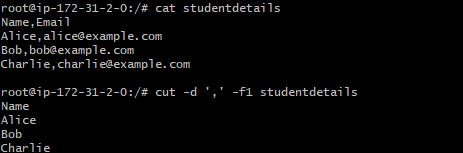 root@ip-172-31-2-0:/# cat studentdetails
Name,Email
Alice,alice@example.com
Bob,bob@example.com
Charlie,charlie@example.com
root@ip-172-31-2-0:/# cut -d ',' -f1 studentdetails
Name
Alice
Bob
Charlie